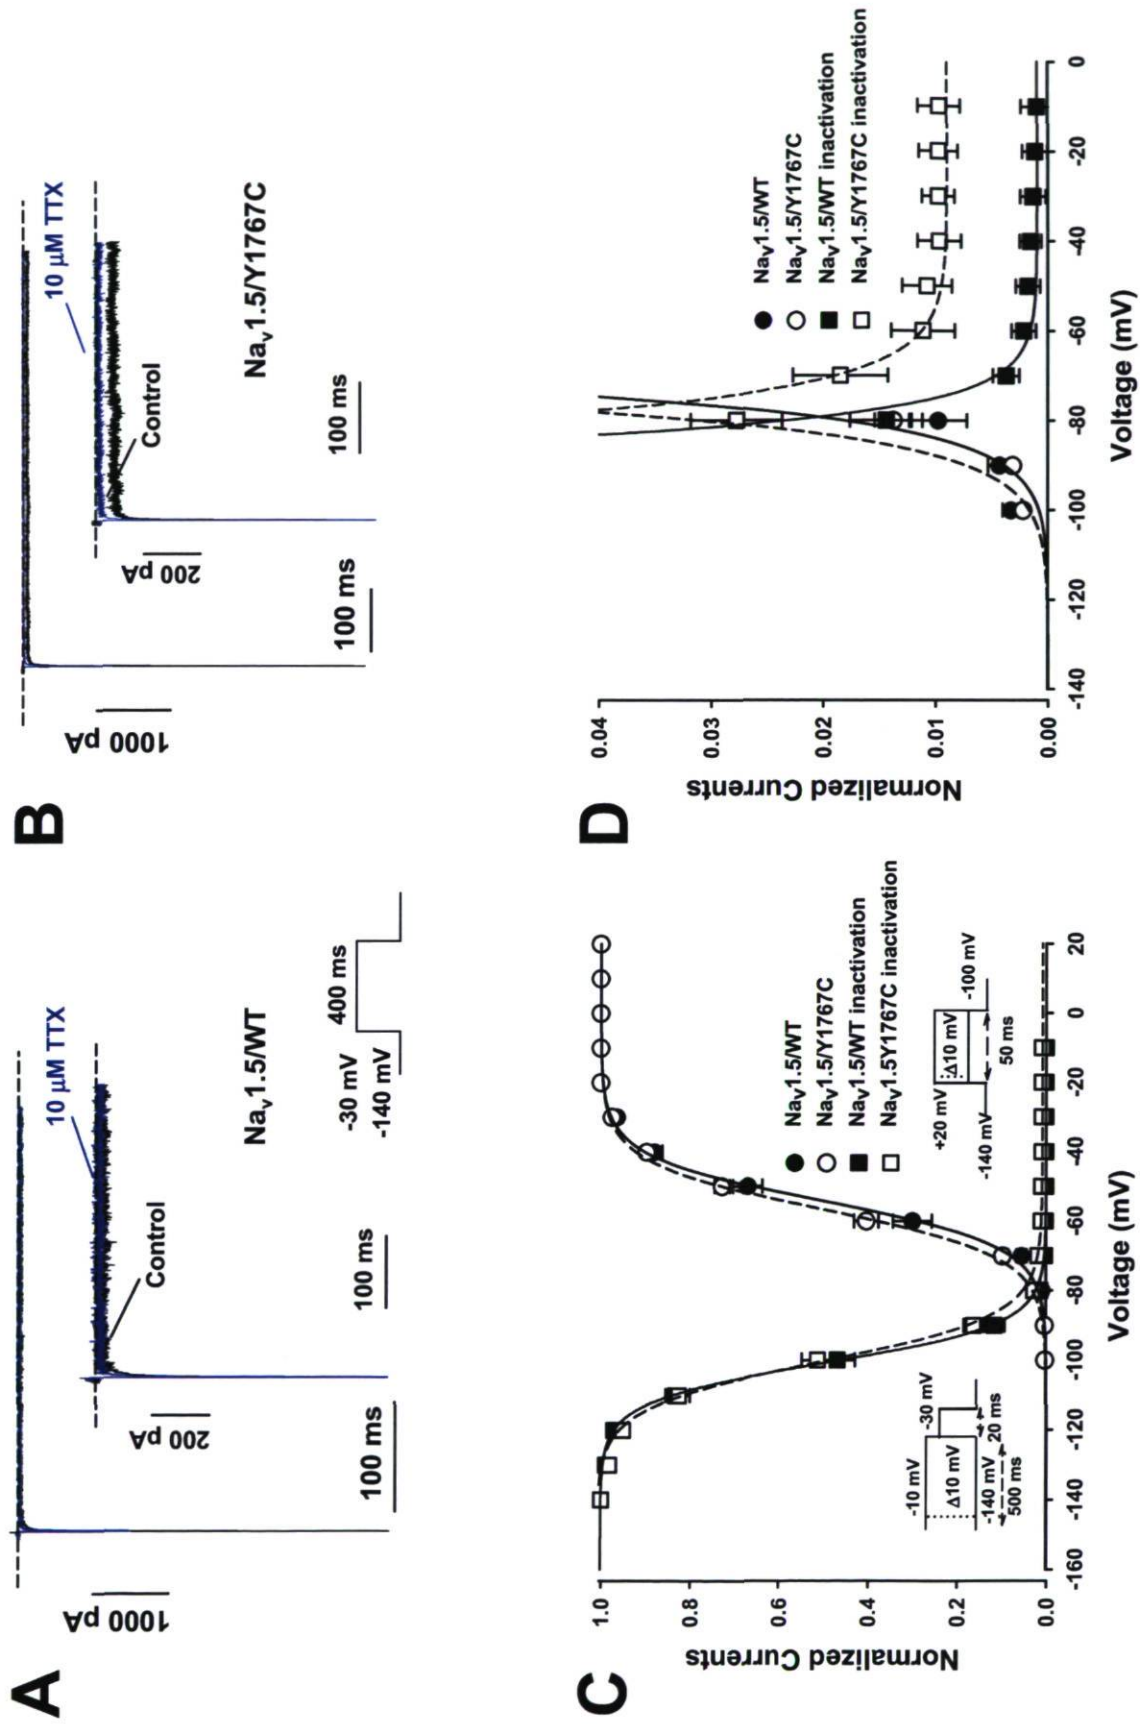 A
1000 pA
100 ms
10 µM TTX
200 pA
Control
100 ms
Nav1.5/WT
-30 mV
400 ms
-140 mV
B
1000 pA
100 ms
10 µM TTX
200 pA
Control
100 ms
Nav1.5/Y1767C
C
Normalized Currents
1.0
0.8
0.6
0.4
0.2
0.0
-160
-140
-120
-100
-80
-60
-40
-20
0
20
Voltage (mV)
Nav1.5/WT
Nav1.5/Y1767C
Nav1.5/WT inactivation
Nav1.5Y1767C inactivation
-10 mV
-30 mV
Δ10 mV
-140 mV
20 ms
500 ms
+20 mV
Δ10 mV
-100 mV
-140 mV
50 ms
D
Normalized Currents
0.04
0.03
0.02
0.01
0.00
-140
-120
-100
-80
-60
-40
-20
0
Voltage (mV)
Nav1.5/WT
Nav1.5/Y1767C
Nav1.5/WT inactivation
Nav1.5/Y1767C inactivation